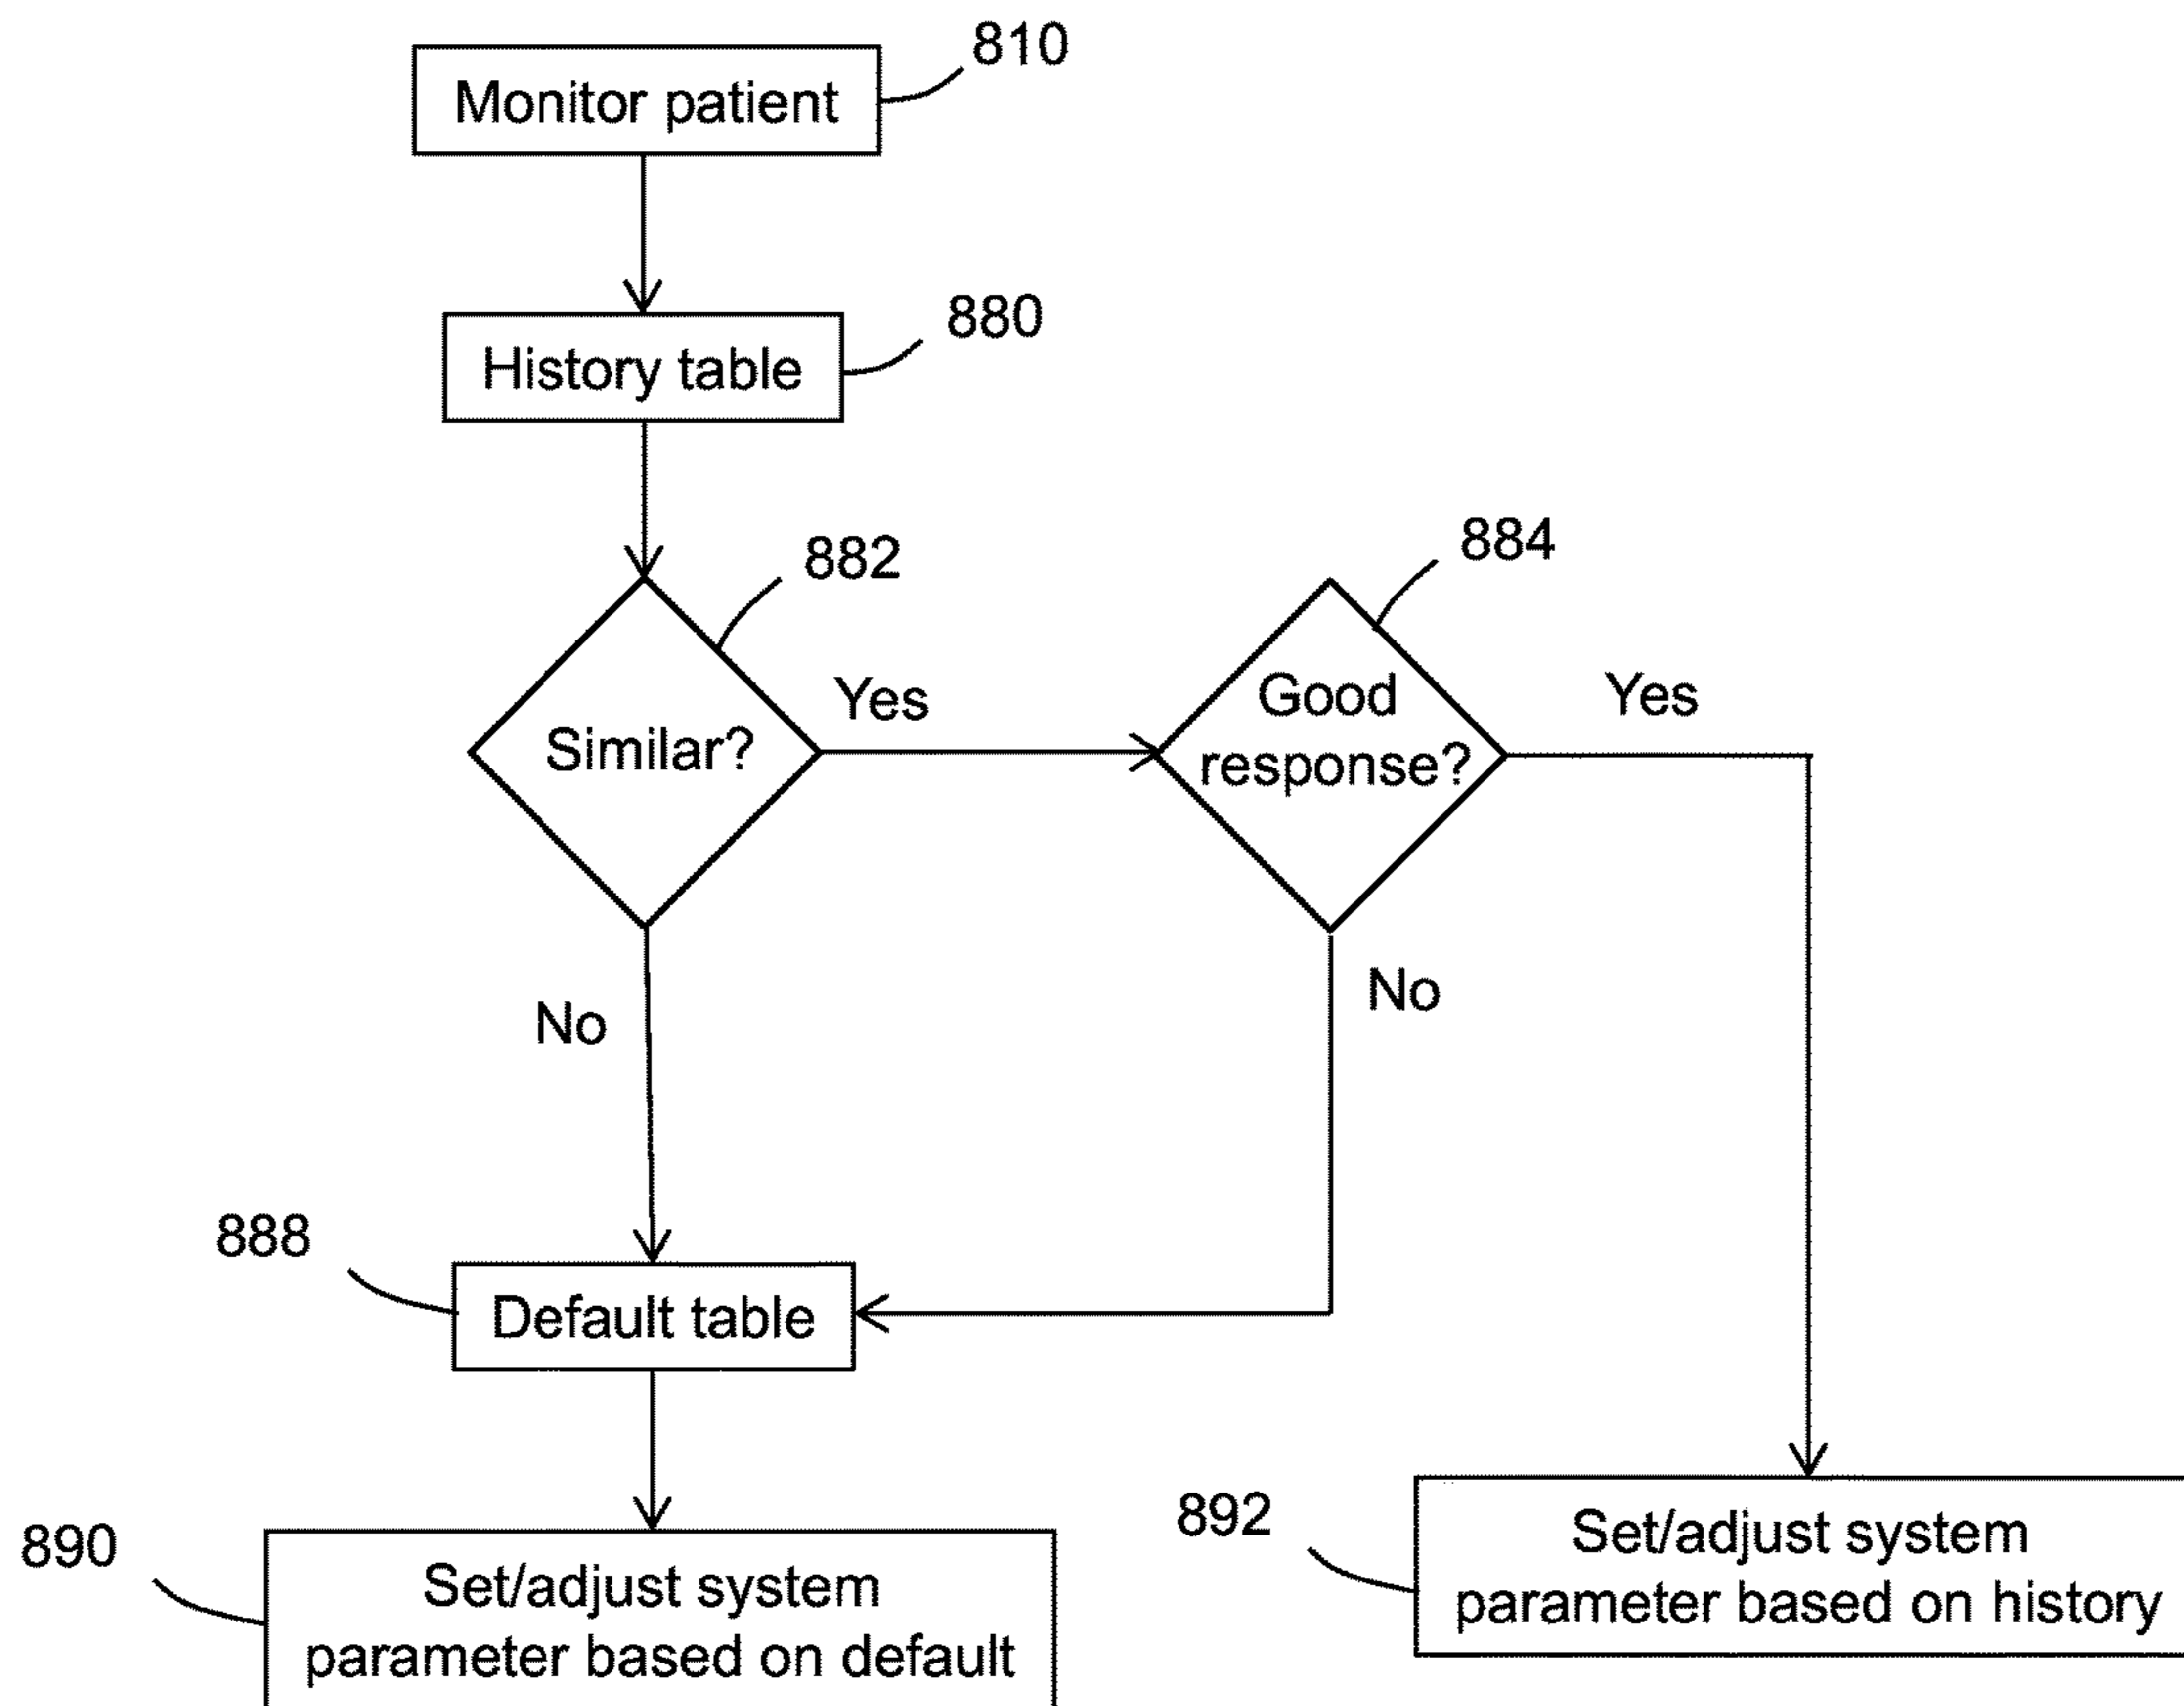 810
Monitor patient
880
History table
882
884
Similar?
Yes
Good
response?
Yes
No
No
888
Default table
890
Set/adjust system
parameter based on default
892
Set/adjust system
parameter based on history